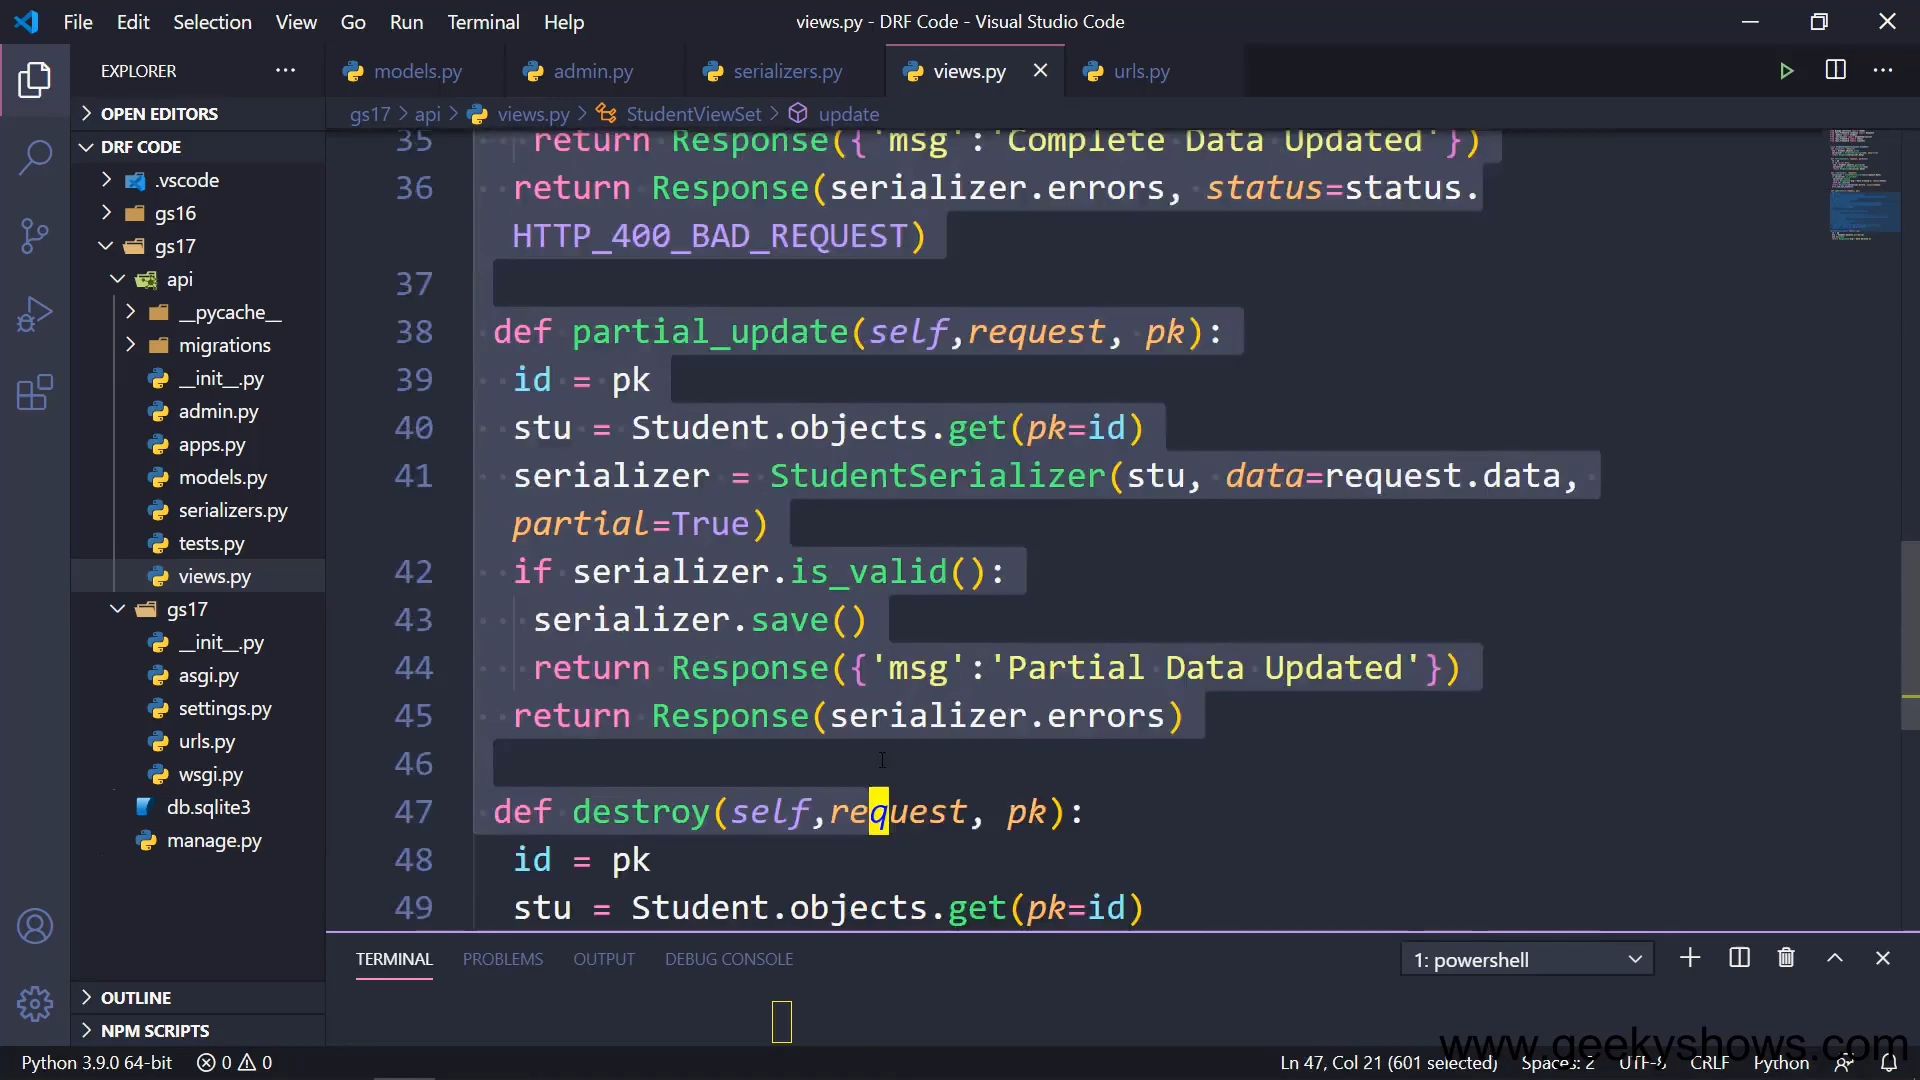 File Edit Selection View Go Run Terminal Help
views.py - DRF Code - Visual Studio Code
EXPLORER
models.py admin.py serializers.py views.py urls.py
OPEN EDITORS
gs17 > api > views.py > StudentViewSet > update
DRF CODE
.vscode
gs16
gs17
api
__pycache__
migrations
__init__.py
admin.py
apps.py
models.py
serializers.py
tests.py
views.py
gs17
__init__.py
asgi.py
settings.py
urls.py
wsgi.py
db.sqlite3
manage.py
OUTLINE
NPM SCRIPTS
35 return Response({'msg':'Complete Data Updated'})
36 return Response(serializer.errors, status=status.
HTTP_400_BAD_REQUEST)
37
38 def partial_update(self,request, pk):
39 id = pk
40 stu = Student.objects.get(pk=id)
41 serializer = StudentSerializer(stu, data=request.data,
partial=True)
42 if serializer.is_valid():
43 serializer.save()
44 return Response({'msg':'Partial Data Updated'})
45 return Response(serializer.errors)
46
47 def destroy(self,request, pk):
48 id = pk
49 stu = Student.objects.get(pk=id)
TERMINAL PROBLEMS OUTPUT DEBUG CONSOLE
1: powershell
www.geekyshows.com
Python 3.9.0 64-bit 0 0
Ln 47, Col 21 (601 selected) Spaces: 2 UTF-8 CRLF Python